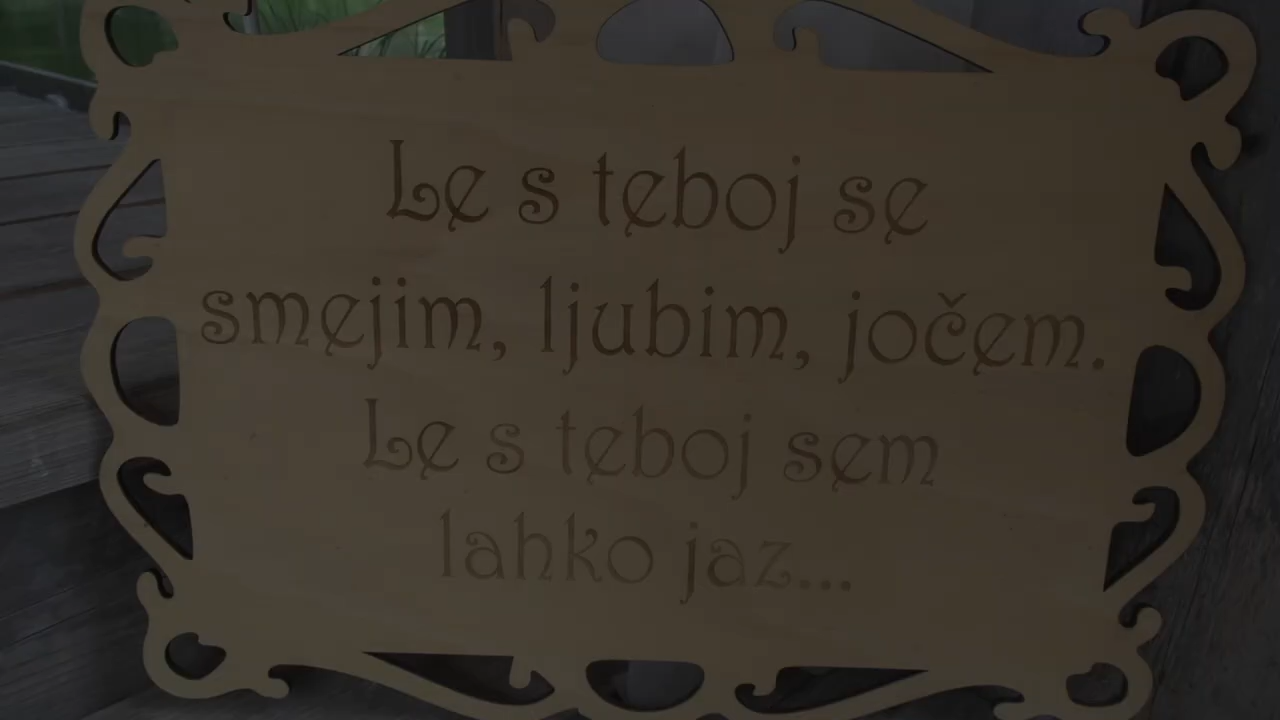 Le s teboj se
smejim, ljubim, jočem.
Le s teboj sem
lahko jaz...